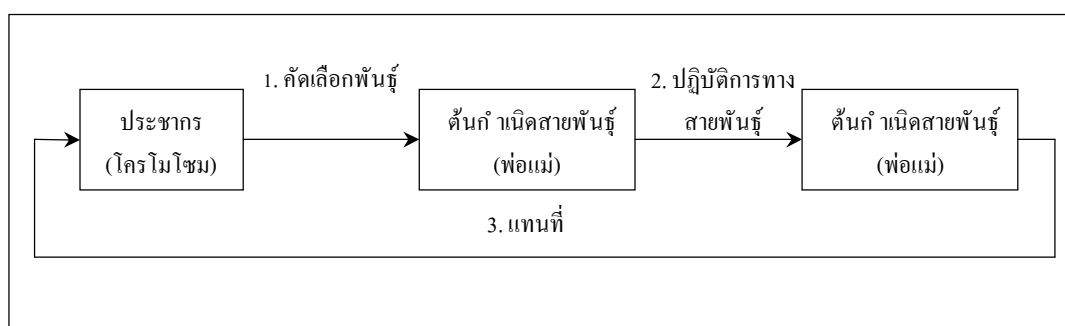 1. คัดเลือกพันธุ์
2. ปฏิบัติการทาง
สายพันธุ์
ประชากร
(โครโมโซม)
ต้นกำเนิดสายพันธุ์
(พ่อแม่)
ต้นกำเนิดสายพันธุ์
(พ่อแม่)
3. แทนที่